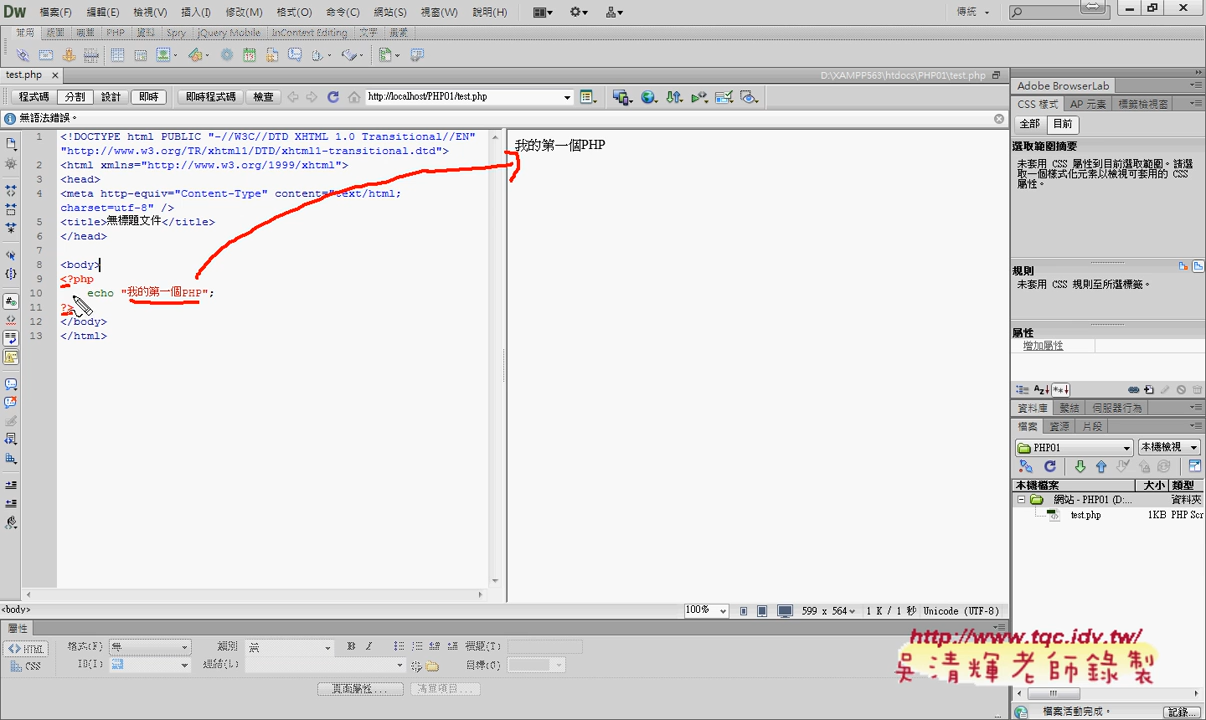 DW 檔案(F) 編輯(E) 檢視(V) 插入(I) 修改(M) 格式(O) 命令(C) 網站(S) 視窗(W) 說明(H) 傳統
常用 版面 表單 PHP 資料 Spry jQuery Mobile InContext Editing 文字
test.php × D:\XAMPP563\htdocs\PHP01\test.php
程式碼 分割 設計 即時 即時程式碼 檢查 http://localhost/PHP01/test.php
無語法錯誤。
1 <!DOCTYPE html PUBLIC "-//W3C//DTD XHTML 1.0 Transitional//EN"
"http://www.w3.org/TR/xhtml1/DTD/xhtml1-transitional.dtd">
2 <html xmlns="http://www.w3.org/1999/xhtml">
3 <head>
4 <meta http-equiv="Content-Type" content="text/html;
charset=utf-8" />
5 <title>無標題文件</title>
6 </head>
7
8 <body>
9 <?php
10 echo "我的第一個PHP";
11 ?>
12 </body>
13 </html>
我的第一個PHP
Adobe BrowserLab
CSS 樣式 AP 元素 標籤檢視窗
全部 目前
選取範圍摘要
未套用 CSS 屬性到目前選取範圍。請選
取一個樣式化元素以檢視可套用的 CSS
屬性。
規則
未套用 CSS 規則至所選標籤。
屬性
增加屬性
資料庫 繫結 伺服器行為
檔案 資源 片段
PHP01 本機檢視
本機檔案 大小 類型
網站 - PHP01 (D:... 資料夾
test.php 1KB PHP Scr
<body> 100% 599 x 564 1 K / 1 秒 Unicode (UTF-8)
屬性
HTML 格式(F) 無 類別 無 B I 標題(T)
CSS ID(I) 無 連結(L) 目標(G)
頁面屬性... 清單項目...
http://www.tqc.idv.tw/
吳清輝老師錄製
檔案活動完成。 記錄...